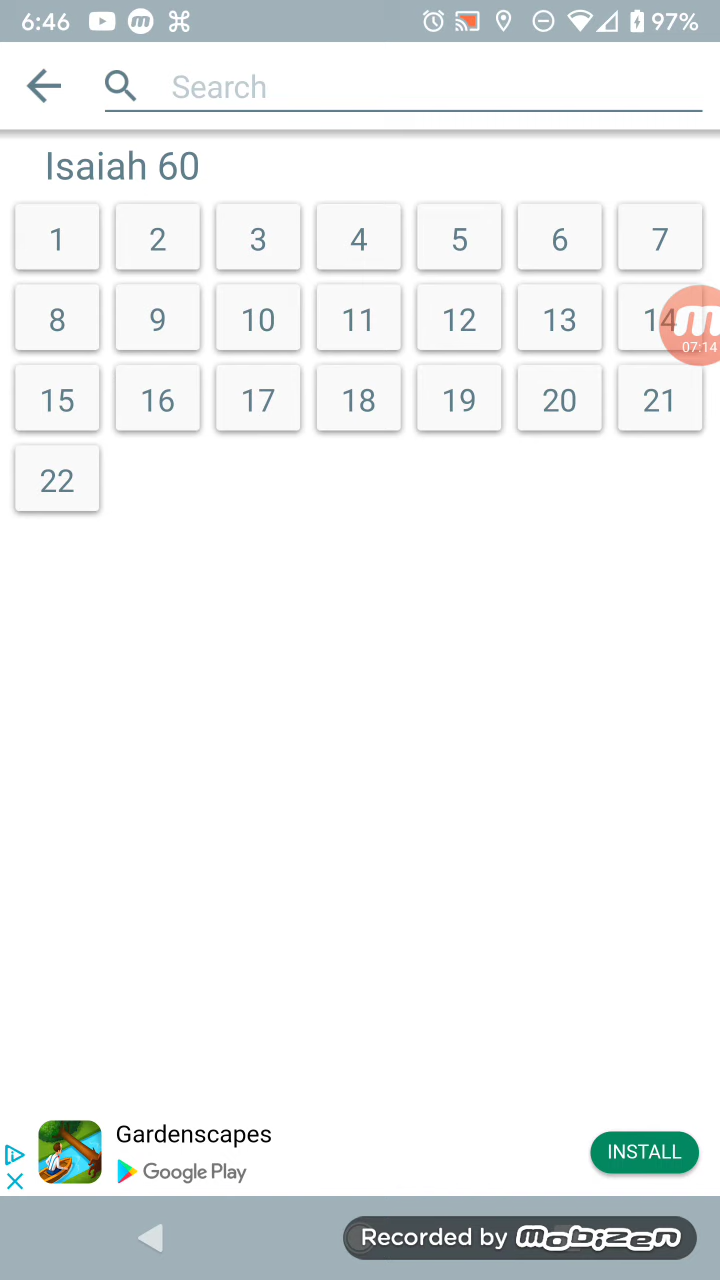 6:46 97%
Search
Isaiah 60
1 2 3 4 5 6 7
8 9 10 11 12 13 14
07:14
15 16 17 18 19 20 21
22
Gardenscapes
Google Play
INSTALL
Recorded by mobizen